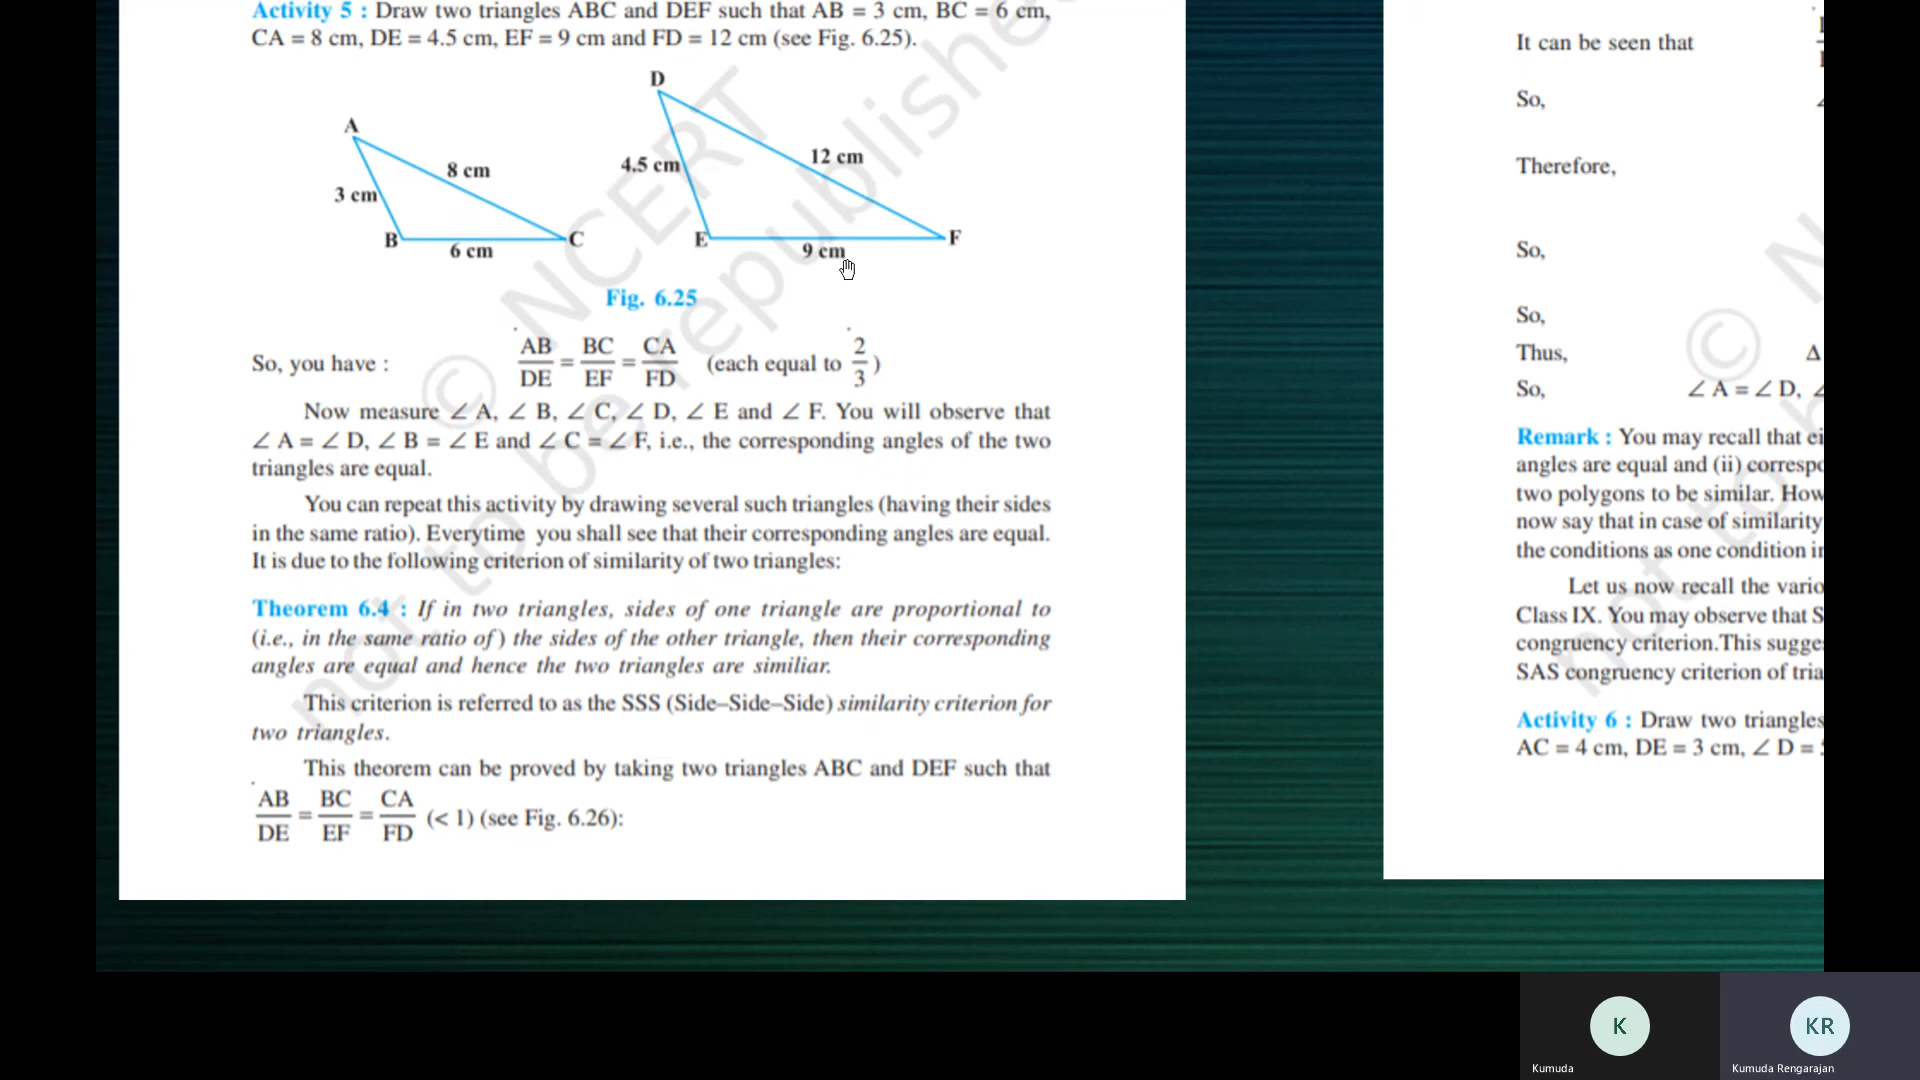 Activity 5 : Draw two triangles ABC and DEF such that AB = 3 cm, BC = 6 cm,
CA = 8 cm, DE = 4.5 cm, EF = 9 cm and FD = 12 cm (see Fig. 6.25).
A
8 cm
3 cm
B
6 cm
C
D
12 cm
4.5 cm
E
9 cm
F
Fig. 6.25
So, you have : AB/DE = BC/EF = CA/FD (each equal to 2/3)
Now measure ∠ A, ∠ B, ∠ C, ∠ D, ∠ E and ∠ F. You will observe that
∠ A = ∠ D, ∠ B = ∠ E and ∠ C = ∠ F, i.e., the corresponding angles of the two
triangles are equal.
You can repeat this activity by drawing several such triangles (having their sides
in the same ratio). Everytime you shall see that their corresponding angles are equal.
It is due to the following criterion of similarity of two triangles:
Theorem 6.4 : If in two triangles, sides of one triangle are proportional to
(i.e., in the same ratio of ) the sides of the other triangle, then their corresponding
angles are equal and hence the two triangles are similiar.
This criterion is referred to as the SSS (Side–Side–Side) similarity criterion for
two triangles.
This theorem can be proved by taking two triangles ABC and DEF such that
AB/DE = BC/EF = CA/FD (< 1) (see Fig. 6.26):
© NCERT
not to be republished
It can be seen that
So,
Therefore,
So,
So,
Thus, Δ
So, ∠ A = ∠ D,
Remark : You may recall that
angles are equal and (ii)
two polygons to be similar.
now say that in case of similarity
the conditions as one condition
Let us now recall the
Class IX. You may observe that
congruency criterion.This
SAS congruency criterion of
Activity 6 : Draw two triangles
AC = 4 cm, DE = 3 cm, ∠ D =
©
not to
K
Kumuda
KR
Kumuda Rengarajan